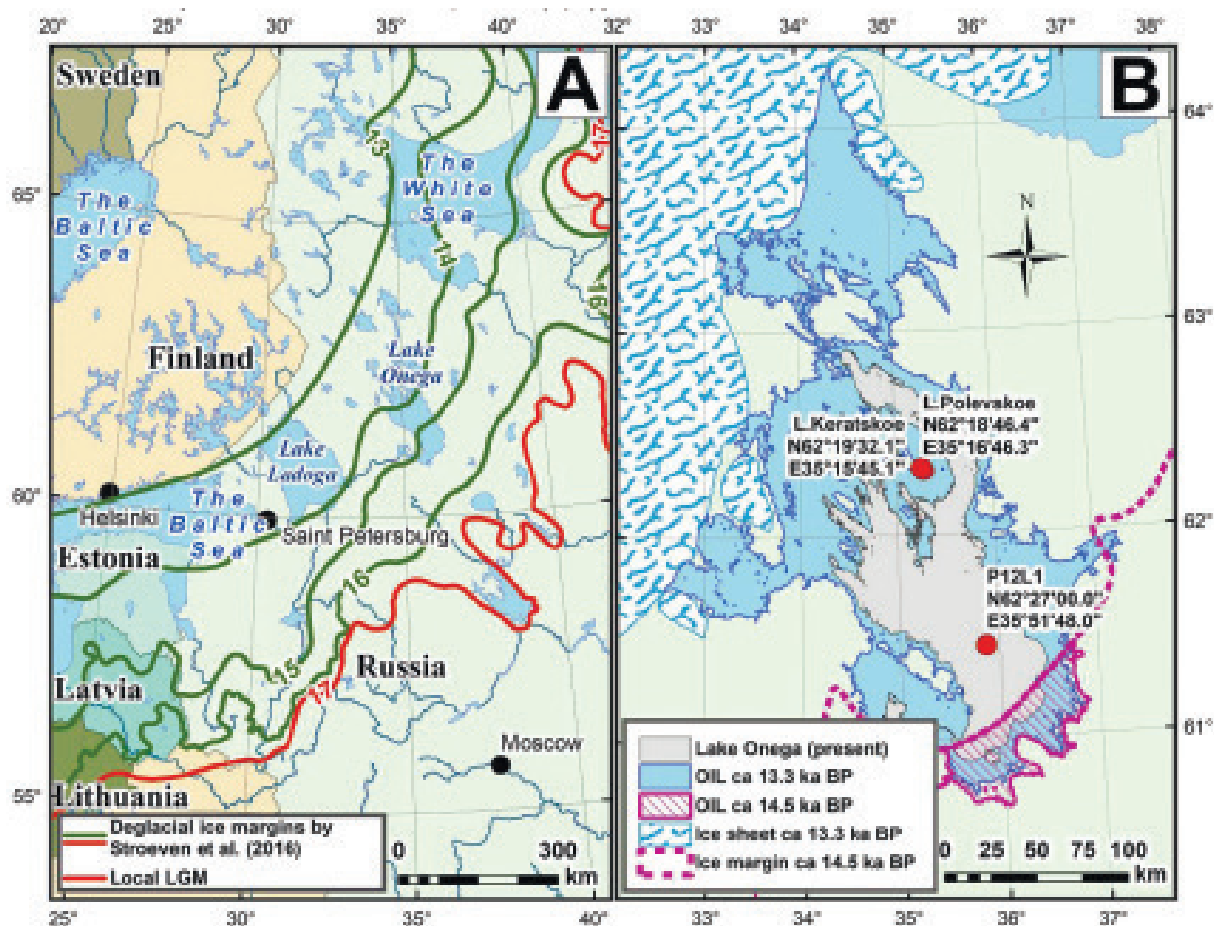 20° 25° 30° 35° 40°
32° 33° 34° 35° 36° 37° 38°
A
B
Sweden
The
Baltic
Sea
The
White
Sea
13
14
17
16
65°
64°
N
63°
Finland
Lake
Onega
Lake
Ladoga
L.Polevskoe
N62°18'46.4"
E35°16'46.3"
L.Keratskoe
N62°19'32.1"
E35°15'45.1"
60°
62°
Helsinki
The
Baltic
Sea
Saint Petersburg
Estonia
16
P12L1
N62°27'00.0"
E35°51'48.0"
15
17
Russia
Latvia
61°
Moscow
55°
Lithuania
Deglacial ice margins by
Stroeven et al. (2016)
Local LGM
0 300
km
Lake Onega (present)
OIL ca 13.3 ka BP
OIL ca 14.5 ka BP
Ice sheet ca 13.3 ka BP
Ice margin ca 14.5 ka BP
0 25 50 75 100
km
25° 30° 35° 40°
33° 34° 35° 36° 37°